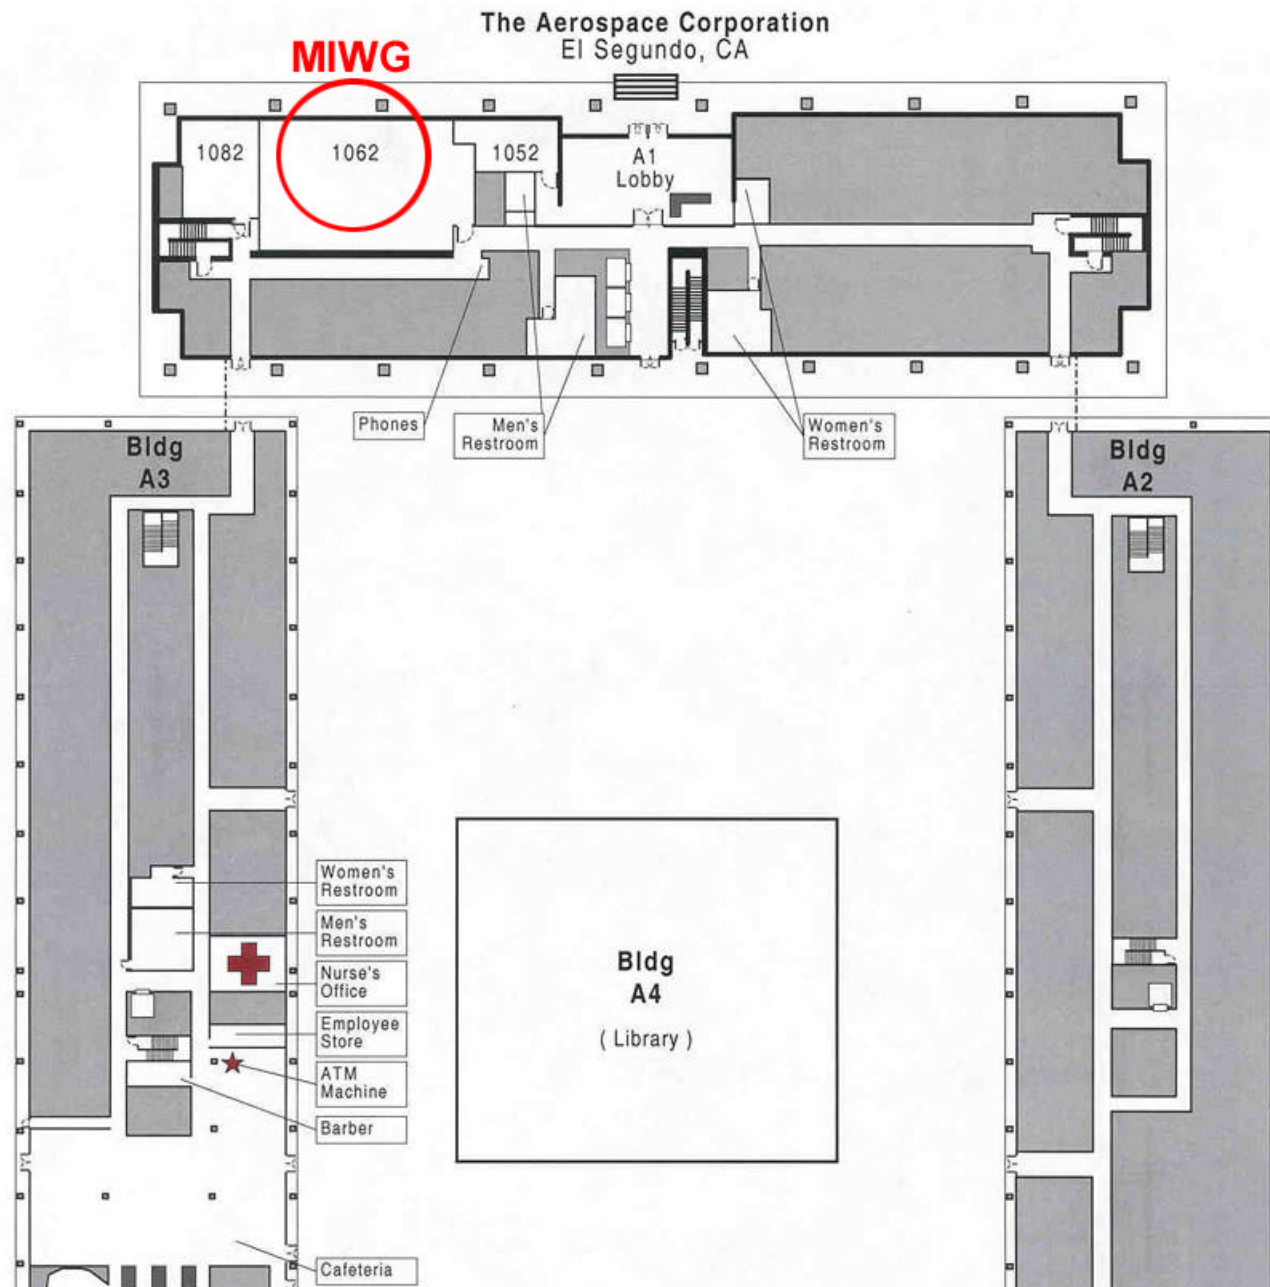 The Aerospace Corporation
El Segundo, CA
MIWG
1082
1062
1052
A1
Lobby
Phones
Men's
Restroom
Women's
Restroom
Bldg
A3
Bldg
A2
Women's
Restroom
Men's
Restroom
Nurse's
Office
Employee
Store
ATM
Machine
Barber
Cafeteria
Bldg
A4
( Library )